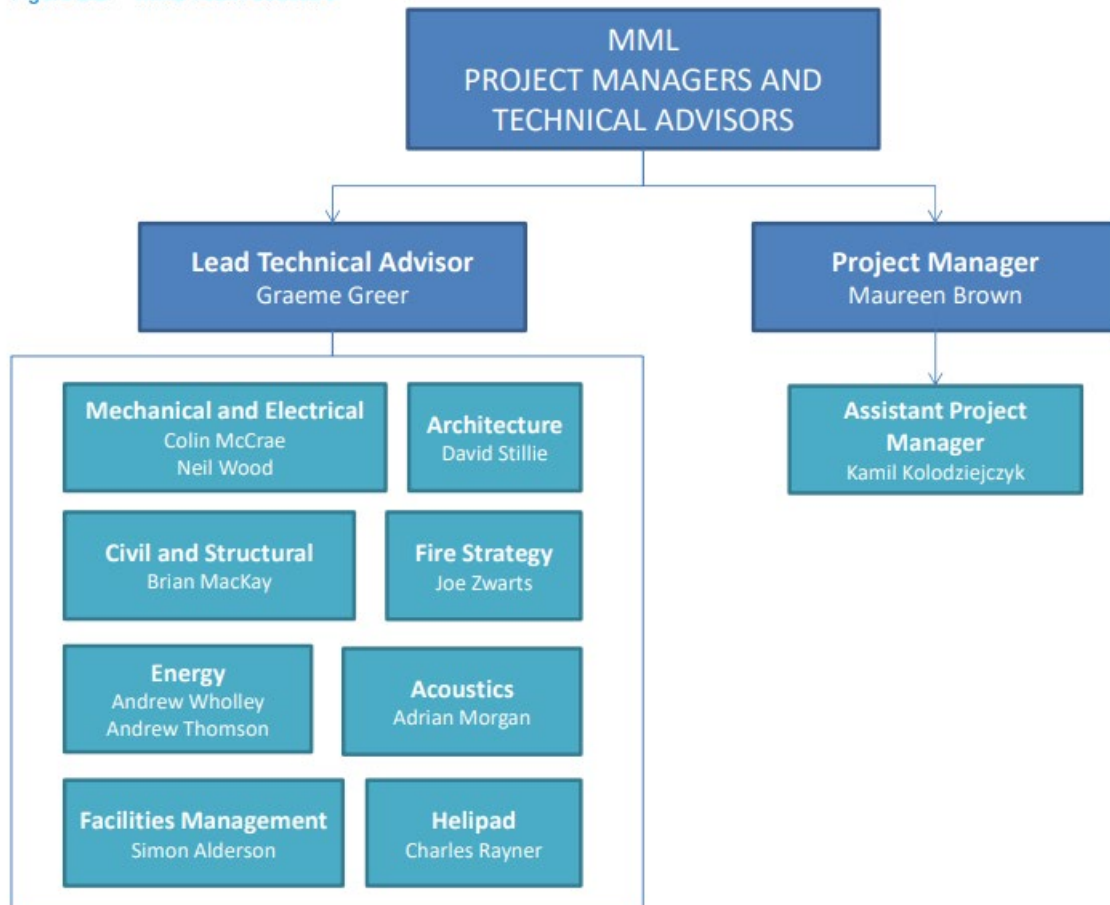 MML
PROJECT MANAGERS AND
TECHNICAL ADVISORS
Lead Technical Advisor
Graeme Greer
Project Manager
Maureen Brown
Mechanical and Electrical
Colin McCrae
Neil Wood
Architecture
David Stillie
Assistant Project
Manager
Kamil Kolodziejczyk
Civil and Structural
Brian MacKay
Fire Strategy
Joe Zwarts
Energy
Andrew Wholley
Andrew Thomson
Acoustics
Adrian Morgan
Facilities Management
Simon Alderson
Helipad
Charles Rayner